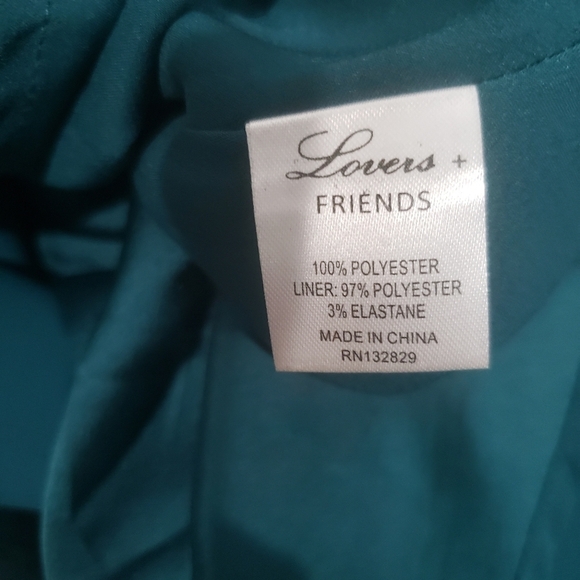 Lovers +
FRIENDS
100% POLYESTER
LINER: 97% POLYESTER
3% ELASTANE
MADE IN CHINA
RN132829